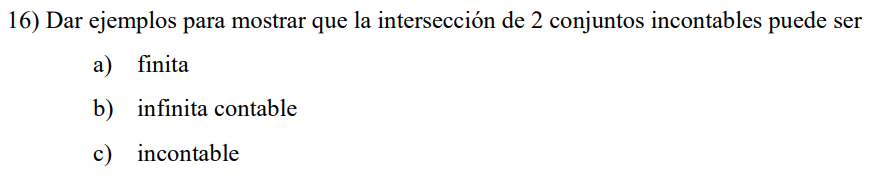 16) Dar ejemplos para mostrar que la intersección de 2 conjuntos incontables puede ser
a) finita
b) infinita contable
c) incontable